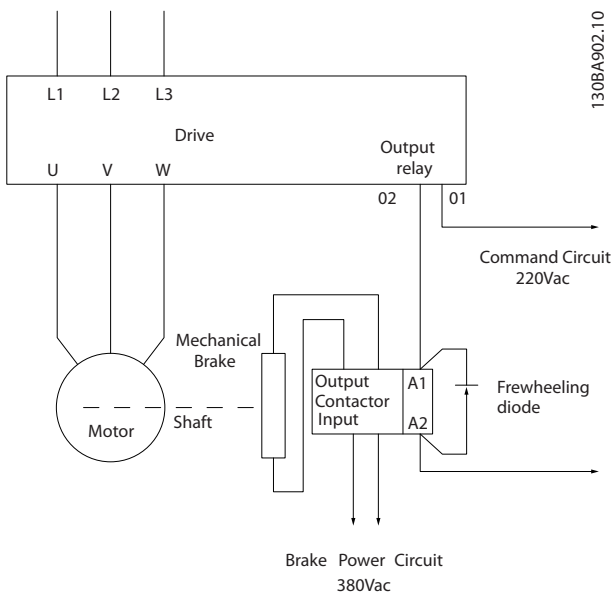 130BA902.10
L1 L2 L3
Drive
Output
relay
U V W
02 01
Command Circuit
220Vac
Mechanical
Brake
Output
Contactor
Input
A1
A2
Frewheeling
diode
Motor
Shaft
Brake Power Circuit
380Vac